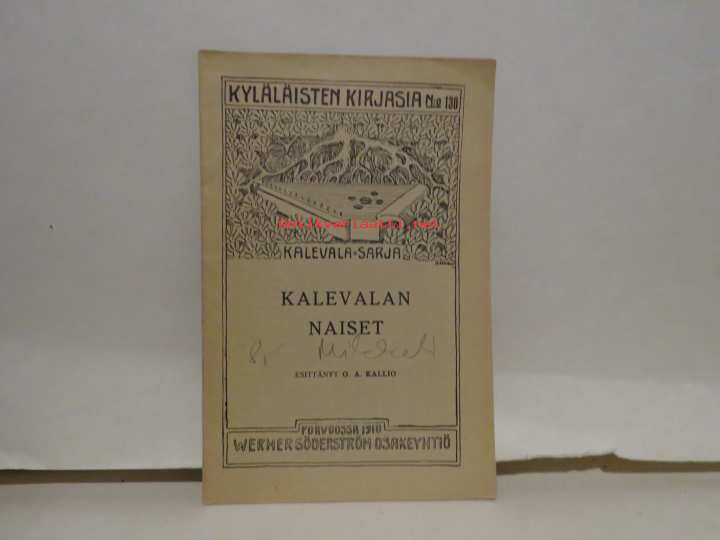 KYLÄLÄISTEN KIRJASIA N:o 130
KALEVALA-SARJA
KALEVALAN
NAISET
ESITTÄNYT O. A. KALLIO
PORVOOSSA 1910
WERNER SÖDERSTRÖM OSAKEYHTIÖ